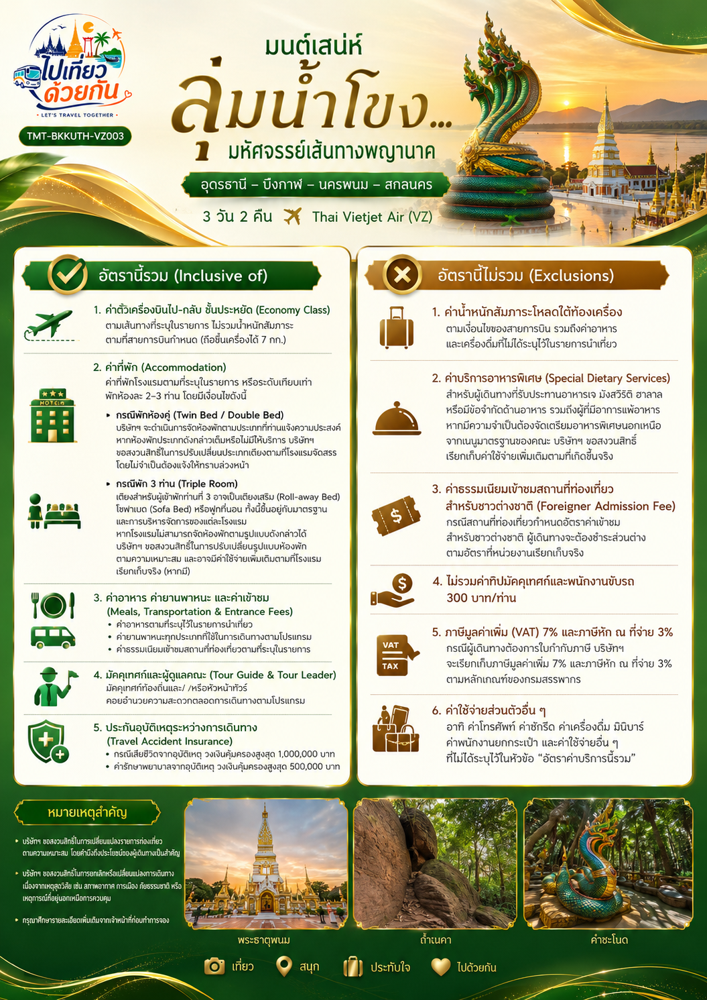 ไปเที่ยว
ด้วยกัน
• LET'S TRAVEL TOGETHER •
TMT-BKKUTH-VZ003
มนต์เสน่ห์
ลุ่มน้ำโขง...
มหัศจรรย์เส้นทางพญานาค
อุดรธานี – บึงกาฬ – นครพนม – สกลนคร
3 วัน 2 คืน Thai Vietjet Air (VZ)
อัตรานี้รวม (Inclusive of)
1. ค่าตั๋วเครื่องบินไป-กลับ ชั้นประหยัด (Economy Class)
ตามเส้นทางที่ระบุในรายการ ไม่รวมน้ำหนักสัมภาระ
ตามที่สายการบินกำหนด (ถือขึ้นเครื่องได้ 7 กก.)
HOTEL
2. ค่าที่พัก (Accommodation)
ค่าที่พักโรงแรมตามที่ระบุในรายการ หรือระดับเทียบเท่า
พักห้องละ 2–3 ท่าน โดยมีเงื่อนไขดังนี้
▸ กรณีพักห้องคู่ (Twin Bed / Double Bed)
บริษัทฯ จะดำเนินการจัดห้องพักตามประเภทที่ท่านแจ้งความประสงค์
หากห้องพักประเภทดังกล่าวเต็มหรือไม่มีให้บริการ บริษัทฯ
ขอสงวนสิทธิ์ในการปรับเปลี่ยนประเภทเตียงตามที่โรงแรมจัดสรร
โดยไม่จำเป็นต้องแจ้งให้ทราบล่วงหน้า
▸ กรณีพัก 3 ท่าน (Triple Room)
เตียงสำหรับผู้เข้าพักท่านที่ 3 อาจเป็นเตียงเสริม (Roll-away Bed)
โซฟาเบด (Sofa Bed) หรือฟูกที่นอน ทั้งนี้ขึ้นอยู่กับมาตรฐาน
และการบริหารจัดการของแต่ละโรงแรม
หากโรงแรมไม่สามารถจัดห้องพักตามรูปแบบดังกล่าวได้
บริษัทฯ ขอสงวนสิทธิ์ในการปรับเปลี่ยนรูปแบบห้องพัก
ตามความเหมาะสม และอาจมีค่าใช้จ่ายเพิ่มเติมตามที่โรงแรม
เรียกเก็บจริง (หากมี)
3. ค่าอาหาร ค่ายานพาหนะ และค่าเข้าชม
(Meals, Transportation & Entrance Fees)
• ค่าอาหารตามที่ระบุไว้ในรายการนำเที่ยว
• ค่ายานพาหนะทุกประเภทที่ใช้ในการเดินทางตามโปรแกรม
• ค่าธรรมเนียมเข้าชมสถานที่ท่องเที่ยวตามที่ระบุในรายการ
4. มัคคุเทศก์และผู้ดูแลคณะ (Tour Guide & Tour Leader)
มัคคุเทศก์ท้องถิ่นและ/ /หรือหัวหน้าทัวร์
คอยอำนวยความสะดวกตลอดการเดินทางตามโปรแกรม
5. ประกันอุบัติเหตุระหว่างการเดินทาง
(Travel Accident Insurance)
• กรณีเสียชีวิตจากอุบัติเหตุ วงเงินคุ้มครองสูงสุด 1,000,000 บาท
• ค่ารักษาพยาบาลจากอุบัติเหตุ วงเงินคุ้มครองสูงสุด 500,000 บาท
อัตรานี้ไม่รวม (Exclusions)
1. ค่าน้ำหนักสัมภาระโหลดใต้ท้องเครื่อง
ตามเงื่อนไขของสายการบิน รวมถึงค่าอาหาร
และเครื่องดื่มที่ไม่ได้ระบุไว้ในรายการนำเที่ยว
2. ค่าบริการอาหารพิเศษ (Special Dietary Services)
สำหรับผู้เดินทางที่รับประทานอาหารเจ มังสวิรัติ ฮาลาล
หรือมีข้อจำกัดด้านอาหาร รวมถึงผู้ที่มีอาการแพ้อาหาร
หากมีความจำเป็นต้องจัดเตรียมอาหารพิเศษนอกเหนือ
จากเมนูมาตรฐานของคณะ บริษัทฯ ขอสงวนสิทธิ์
เรียกเก็บค่าใช้จ่ายเพิ่มเติมตามที่เกิดขึ้นจริง
3. ค่าธรรมเนียมเข้าชมสถานที่ท่องเที่ยว
สำหรับชาวต่างชาติ (Foreigner Admission Fee)
กรณีสถานที่ท่องเที่ยวกำหนดอัตราค่าเข้าชม
สำหรับชาวต่างชาติ ผู้เดินทางจะต้องชำระส่วนต่าง
ตามอัตราที่หน่วยงานเรียกเก็บจริง
4. ไม่รวมค่าทิปมัคคุเทศก์และพนักงานขับรถ
300 บาท/ท่าน
VAT
TAX
5. ภาษีมูลค่าเพิ่ม (VAT) 7% และภาษีหัก ณ ที่จ่าย 3%
กรณีผู้เดินทางต้องการใบกำกับภาษี บริษัทฯ
จะเรียกเก็บภาษีมูลค่าเพิ่ม 7% และภาษีหัก ณ ที่จ่าย 3%
ตามหลักเกณฑ์ของกรมสรรพากร
6. ค่าใช้จ่ายส่วนตัวอื่น ๆ
อาทิ ค่าโทรศัพท์ ค่าซักรีด ค่าเครื่องดื่ม มินิบาร์
ค่าพนักงานยกกระเป๋า และค่าใช้จ่ายอื่น ๆ
ที่ไม่ได้ระบุไว้ในหัวข้อ “อัตราค่าบริการนี้รวม”
หมายเหตุสำคัญ
▸ บริษัทฯ ขอสงวนสิทธิ์ในการเปลี่ยนแปลงรายการท่องเที่ยว
ตามความเหมาะสม โดยคำนึงถึงประโยชน์ของผู้เดินทางเป็นสำคัญ
▸ บริษัทฯ ขอสงวนสิทธิ์ในการยกเลิกหรือเปลี่ยนแปลงการเดินทาง
เนื่องจากเหตุสุดวิสัย เช่น สภาพอากาศ การเมือง ภัยธรรมชาติ หรือ
เหตุการณ์ที่อยู่นอกเหนือการควบคุม
▸ กรุณาศึกษารายละเอียดเพิ่มเติมจากเจ้าหน้าที่ก่อนทำการจอง
พระธาตุพนม
ถ้ำนาคา
คำชะโนด
เที่ยว
สนุก
ประทับใจ
ไปด้วยกัน